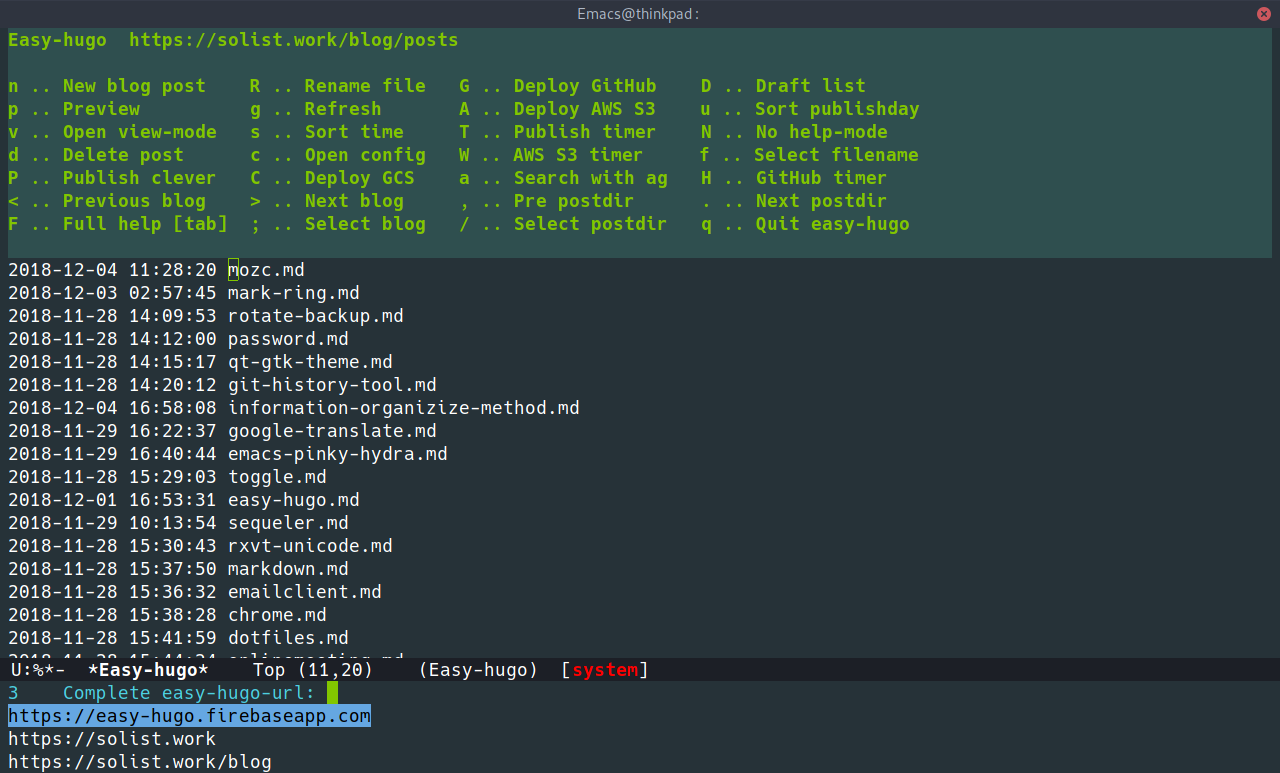 Emacs@thinkpad:
Easy-hugo  https://solist.work/blog/posts
n .. New blog post    R .. Rename file   G .. Deploy GitHub    D .. Draft list
p .. Preview          g .. Refresh       A .. Deploy AWS S3    u .. Sort publishday
v .. Open view-mode   s .. Sort time     T .. Publish timer    N .. No help-mode
d .. Delete post      c .. Open config   W .. AWS S3 timer     f .. Select filename
P .. Publish clever   C .. Deploy GCS    a .. Search with ag   H .. GitHub timer
< .. Previous blog    > .. Next blog     , .. Pre postdir      . .. Next postdir
F .. Full help [tab]  ; .. Select blog   / .. Select postdir   q .. Quit easy-hugo
2018-12-04 11:28:20 mozc.md
2018-12-03 02:57:45 mark-ring.md
2018-11-28 14:09:53 rotate-backup.md
2018-11-28 14:12:00 password.md
2018-11-28 14:15:17 qt-gtk-theme.md
2018-11-28 14:20:12 git-history-tool.md
2018-12-04 16:58:08 information-organizize-method.md
2018-11-29 16:22:37 google-translate.md
2018-11-29 16:40:44 emacs-pinky-hydra.md
2018-11-28 15:29:03 toggle.md
2018-12-01 16:53:31 easy-hugo.md
2018-11-29 10:13:54 sequeler.md
2018-11-28 15:30:43 rxvt-unicode.md
2018-11-28 15:37:50 markdown.md
2018-11-28 15:36:32 emailclient.md
2018-11-28 15:38:28 chrome.md
2018-11-28 15:41:59 dotfiles.md
U:%*-  *Easy-hugo*    Top (11,20)    (Easy-hugo)  [system]
3    Complete easy-hugo-url:
https://easy-hugo.firebaseapp.com
https://solist.work
https://solist.work/blog